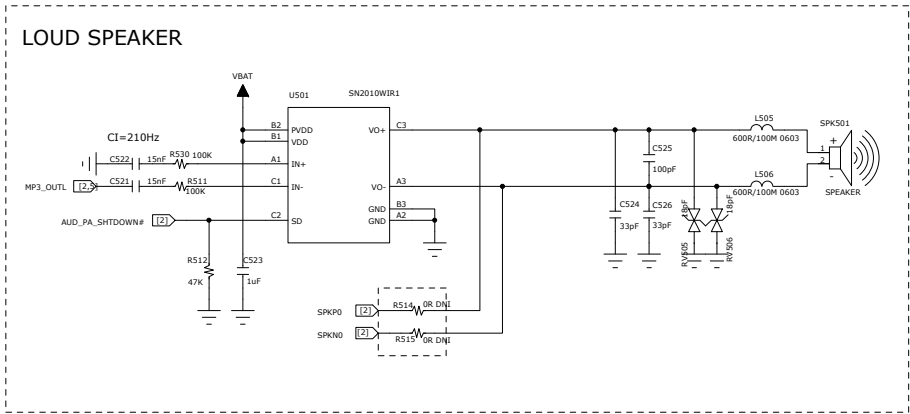 LOUD SPEAKER
VBAT
U501 SN2010WIR1
B2 PVDD VO+ C3
B1 VDD
CI=210Hz
C522 15nF R530 100K A1 IN+
MP3_OUTL [2,5] C521 15nF R511 100K C1 IN- VO- A3
AUD_PA_SHTDOWN# [2] C2 SD
GND B3
GND A2
R512 47K
C523 1uF
L505
600R/100M 0603
C525
100pF
L506
600R/100M 0603
SPK501
1 +
2 -
SPEAKER
C524
33pF
C526
33pF
18pF
RV505
18pF
RV506
SPKP0 [2] R514 0R DNI
SPKN0 [2] R515 0R DNI